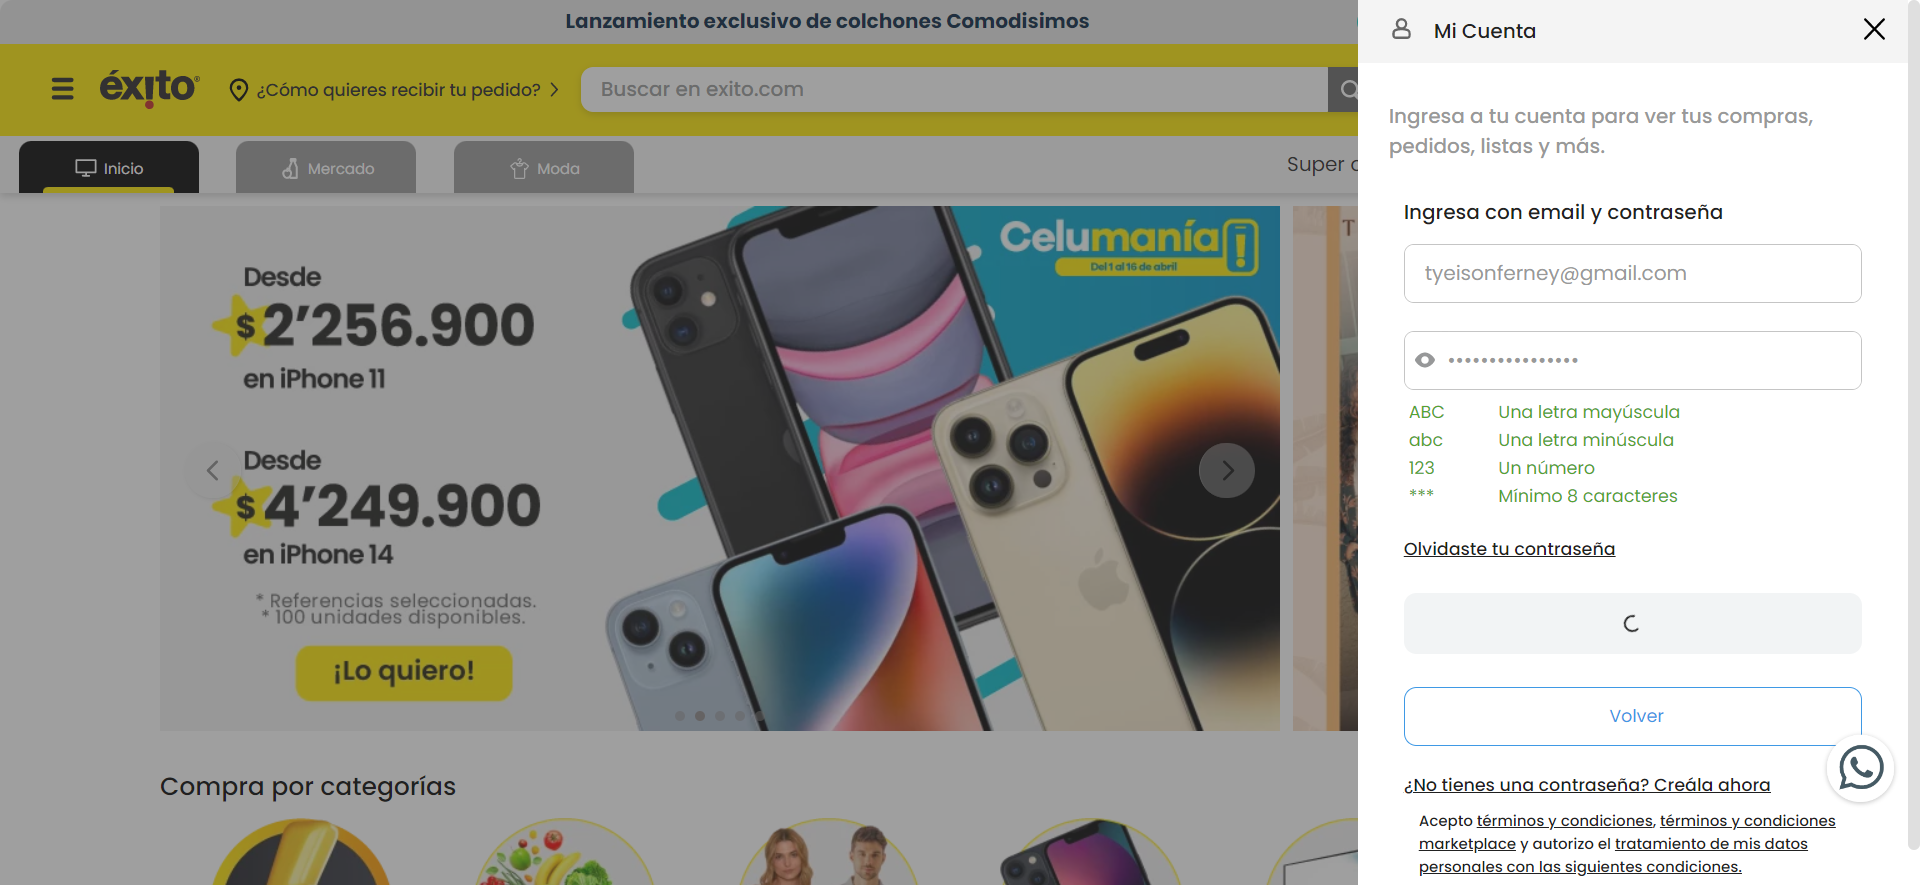 Lanzamiento exclusivo de colchones Comodisimos
éxito
¿Cómo quieres recibir tu pedido?
Buscar en exito.com
Inicio
Mercado
Moda
Super
Desde
$2'256.900
en iPhone 11
Desde
$4'249.900
en iPhone 14
* Referencias seleccionadas.
* 100 unidades disponibles.
¡Lo quiero!
Celumanía
Del 1 al 16 de abril
Compra por categorías
Mi Cuenta
Ingresa a tu cuenta para ver tus compras,
pedidos, listas y más.
Ingresa con email y contraseña
tyeisonferney@gmail.com
••••••••••••••••
ABC Una letra mayúscula
abc Una letra minúscula
123 Un número
*** Mínimo 8 caracteres
Olvidaste tu contraseña
Volver
¿No tienes una contraseña? Creála ahora
Acepto términos y condiciones, términos y condiciones
marketplace y autorizo el tratamiento de mis datos
personales con las siguientes condiciones.